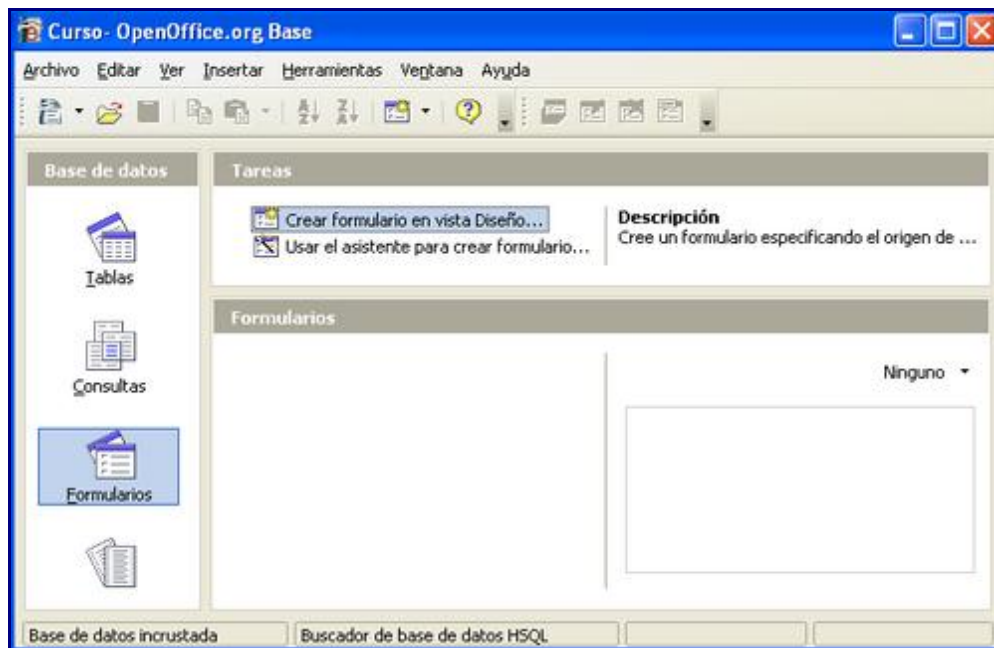 Curso- OpenOffice.org Base
Archivo Editar Ver Insertar Herramientas Ventana Ayuda
Base de datos
Tablas
Consultas
Formularios
Tareas
Crear formulario en vista Diseño...
Usar el asistente para crear formulario...
Descripción
Cree un formulario especificando el origen de ...
Formularios
Ninguno
Base de datos incrustada
Buscador de base de datos HSQL